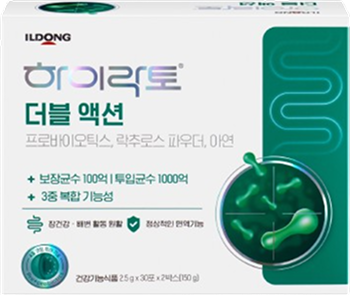 ILDONG
하이락토
더블 액션
프로바이오틱스, 락추로스 파우더, 아연
+ 보장균수 100억 | 투입균수 1000억
+ 3중 복합 기능성
장건강·배변 활동 원활
정상적인 면역기능
건강기능식품 2.5 g x 30포 x 2박스(150 g)